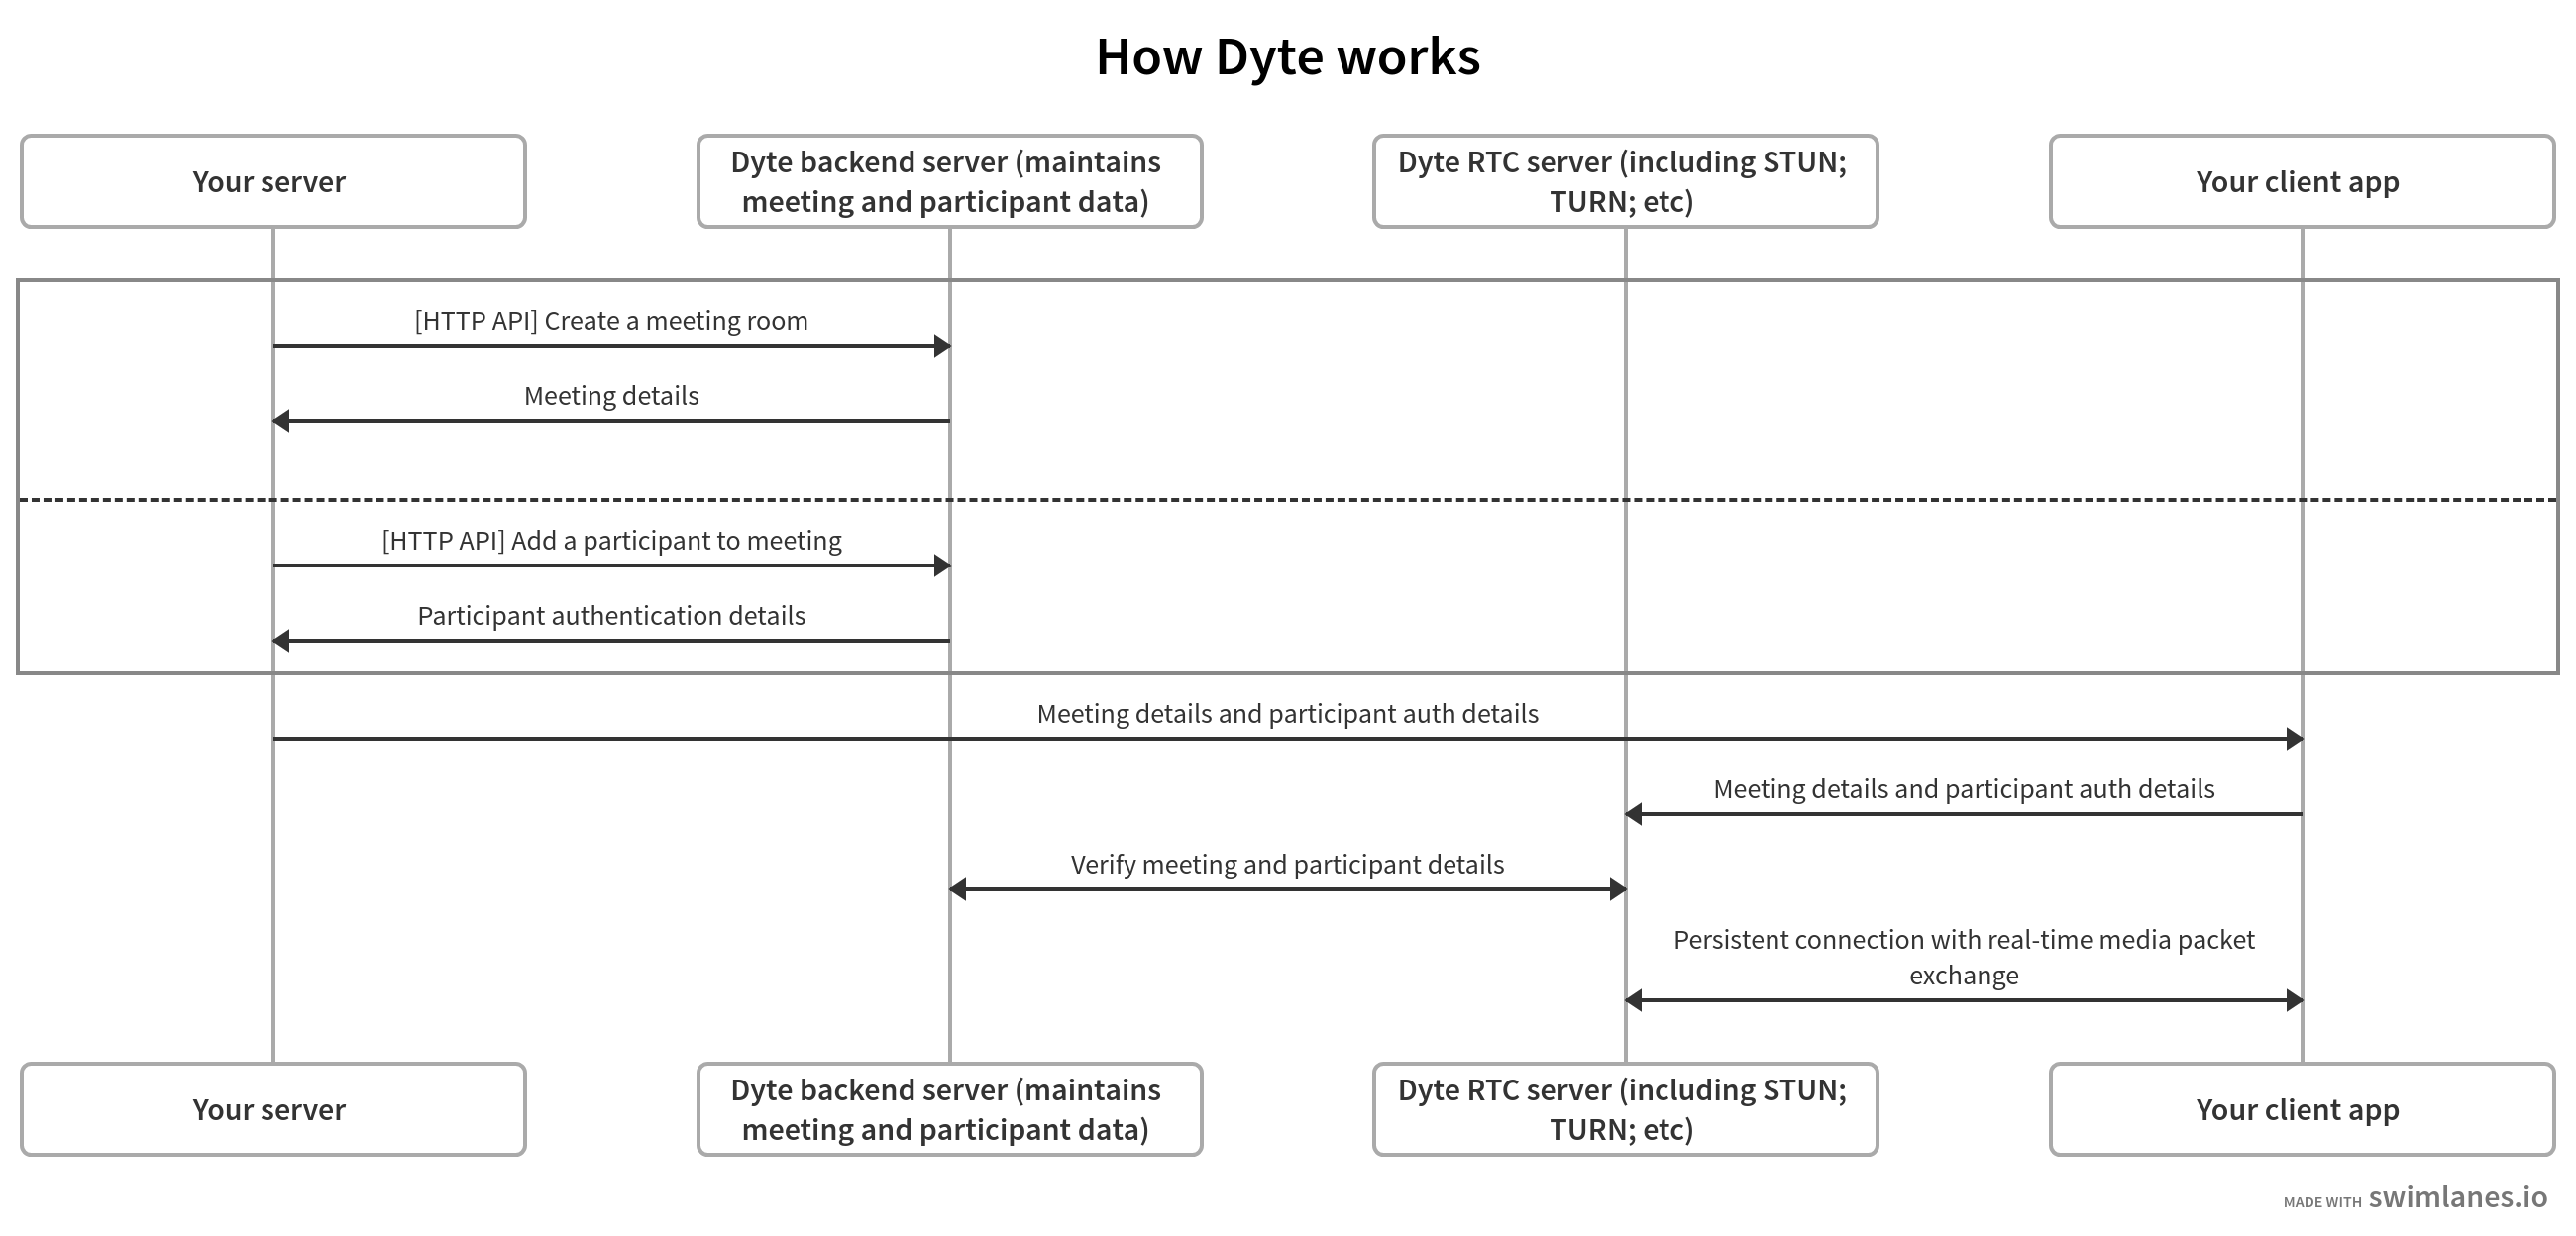 How Dyte works
Your server
Dyte backend server (maintains
meeting and participant data)
Dyte RTC server (including STUN;
TURN; etc)
Your client app
[HTTP API] Create a meeting room
Meeting details
[HTTP API] Add a participant to meeting
Participant authentication details
Meeting details and participant auth details
Meeting details and participant auth details
Verify meeting and participant details
Persistent connection with real-time media packet
exchange
Your server
Dyte backend server (maintains
meeting and participant data)
Dyte RTC server (including STUN;
TURN; etc)
Your client app
MADE WITH swimlanes.io